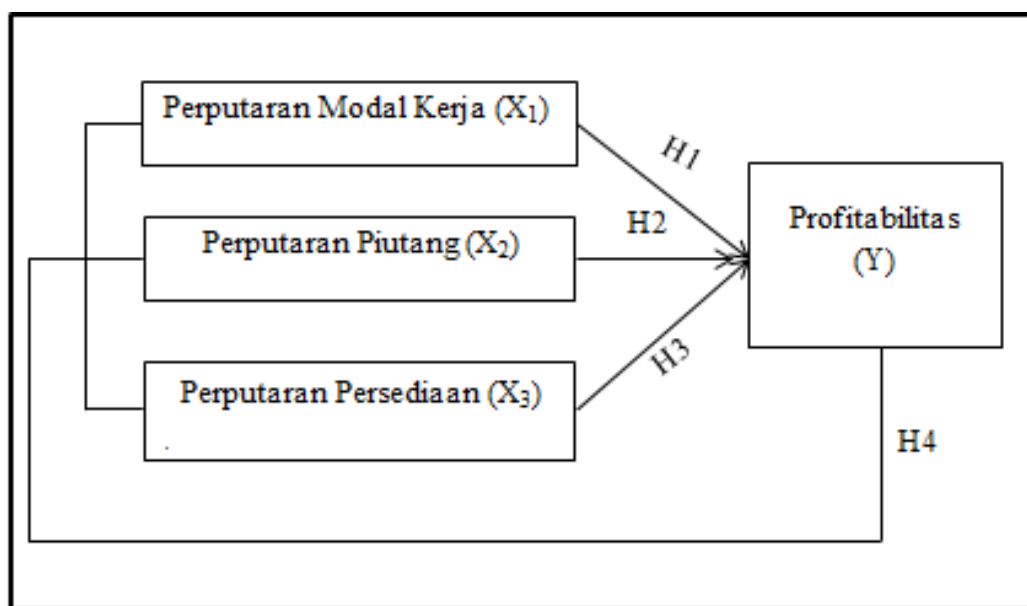 Perputaran Modal Kerja (X₁)
H1
Perputaran Piutang (X₂)
H2
Profitabilitas
(Y)
Perputaran Persediaan (X₃)
.
H3
H4